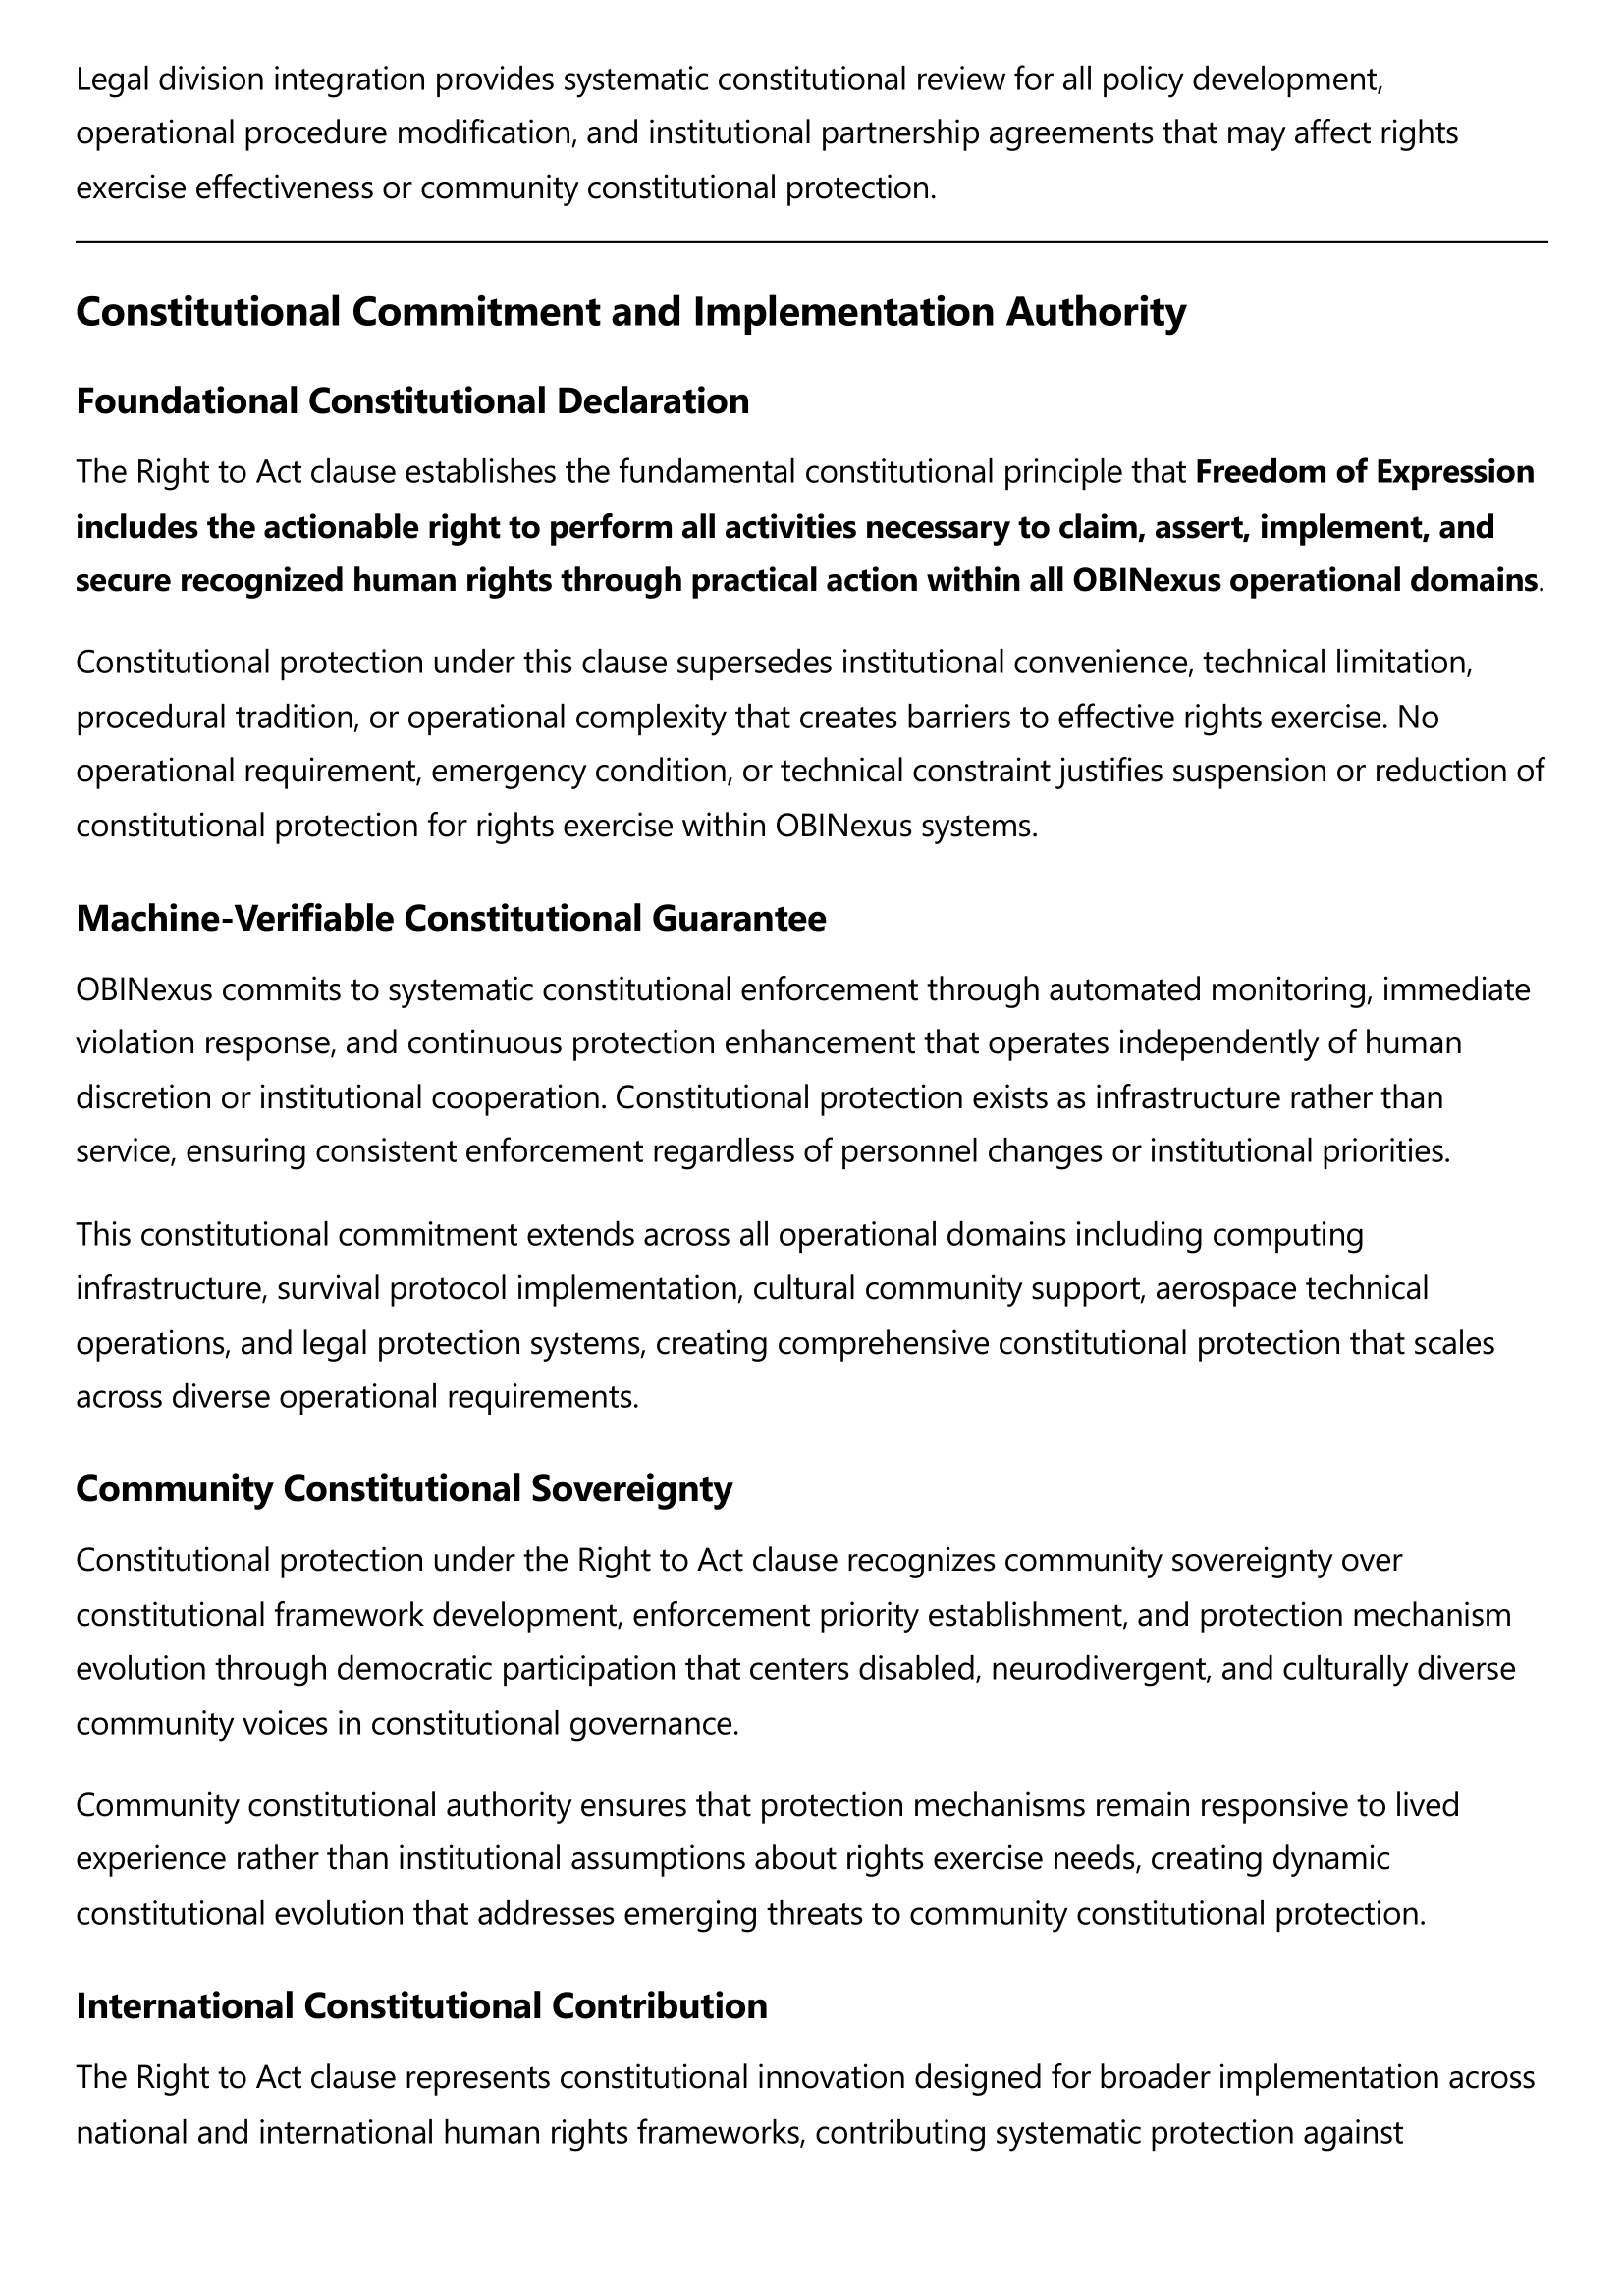 Legal division integration provides systematic constitutional review for all policy development,
operational procedure modification, and institutional partnership agreements that may affect rights
exercise effectiveness or community constitutional protection.
Constitutional Commitment and Implementation Authority
Foundational Constitutional Declaration
The Right to Act clause establishes the fundamental constitutional principle that Freedom of Expression
includes the actionable right to perform all activities necessary to claim, assert, implement, and
secure recognized human rights through practical action within all OBINexus operational domains.
Constitutional protection under this clause supersedes institutional convenience, technical limitation,
procedural tradition, or operational complexity that creates barriers to effective rights exercise. No
operational requirement, emergency condition, or technical constraint justifies suspension or reduction of
constitutional protection for rights exercise within OBINexus systems.
Machine-Verifiable Constitutional Guarantee
OBINexus commits to systematic constitutional enforcement through automated monitoring, immediate
violation response, and continuous protection enhancement that operates independently of human
discretion or institutional cooperation. Constitutional protection exists as infrastructure rather than
service, ensuring consistent enforcement regardless of personnel changes or institutional priorities.
This constitutional commitment extends across all operational domains including computing
infrastructure, survival protocol implementation, cultural community support, aerospace technical
operations, and legal protection systems, creating comprehensive constitutional protection that scales
across diverse operational requirements.
Community Constitutional Sovereignty
Constitutional protection under the Right to Act clause recognizes community sovereignty over
constitutional framework development, enforcement priority establishment, and protection mechanism
evolution through democratic participation that centers disabled, neurodivergent, and culturally diverse
community voices in constitutional governance.
Community constitutional authority ensures that protection mechanisms remain responsive to lived
experience rather than institutional assumptions about rights exercise needs, creating dynamic
constitutional evolution that addresses emerging threats to community constitutional protection.
International Constitutional Contribution
The Right to Act clause represents constitutional innovation designed for broader implementation across
national and international human rights frameworks, contributing systematic protection against